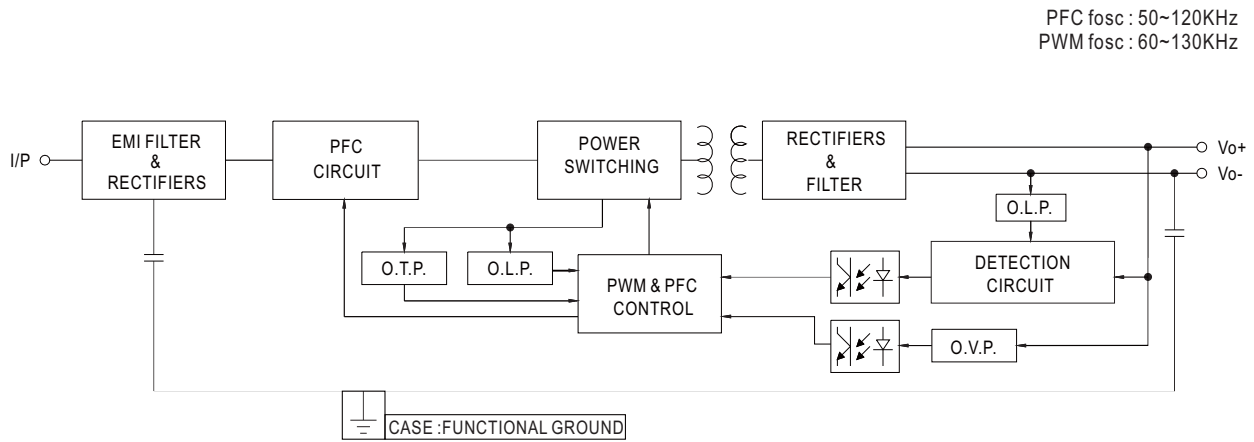 PFC fosc : 50~120KHz
PWM fosc : 60~130KHz
I/P
EMI FILTER
&
RECTIFIERS
PFC
CIRCUIT
POWER
SWITCHING
RECTIFIERS
&
FILTER
Vo+
Vo-
O.L.P.
O.T.P.
O.L.P.
PWM & PFC
CONTROL
DETECTION
CIRCUIT
O.V.P.
CASE :FUNCTIONAL GROUND